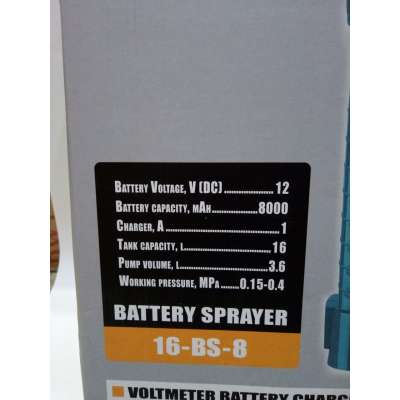 BATTERY VOLTAGE, V (DC)....................12
BATTERY CAPACITY, MAH................8000
CHARGER, A..........................................1
TANK CAPACITY, L.............................16
PUMP VOLUME, L............................3.6
WORKING PRESSURE, MPA.......0.15-0.4
BATTERY SPRAYER
16-BS-8
VOLTMETER BATTERY